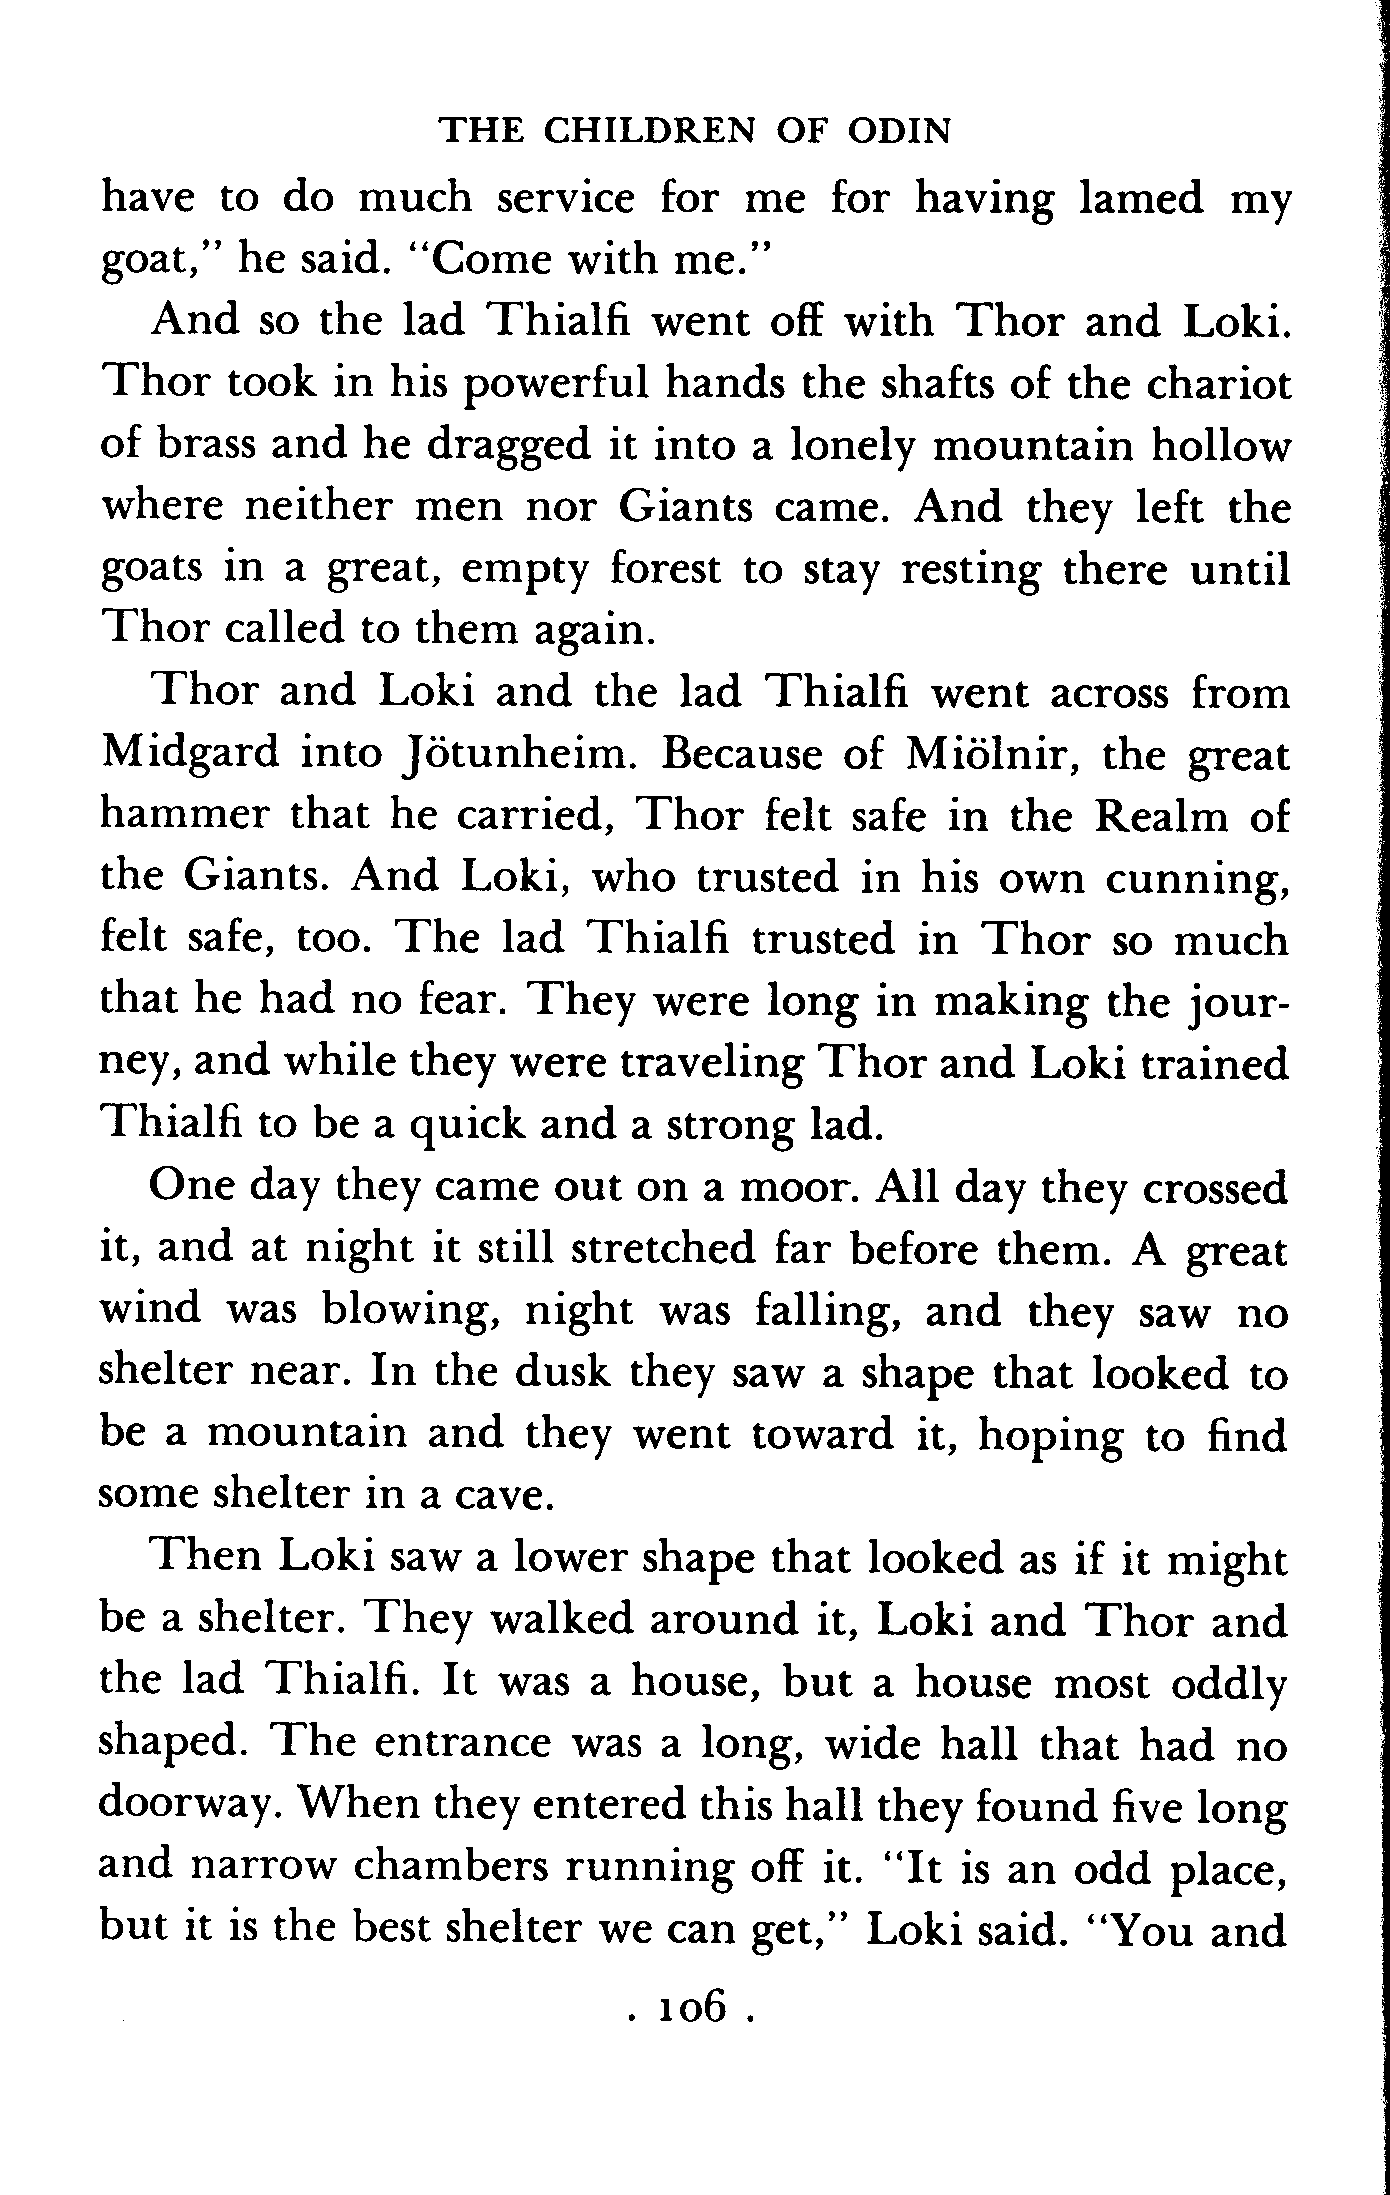 THE CHILDREN OF ODIN
have to do much service for me for having lamed my
goat,” he said. “Come with me.”
And so the lad Thialfi went off with Thor and Loki.
Thor took in his powerful hands the shafts of the chariot
of brass and he dragged it into a lonely mountain hollow
where neither men nor Giants came. And they left the
goats in a great, empty forest to stay resting there until
Thor called to them again.
Thor and Loki and the lad Thialfi went across from
Midgard into Jötunheim. Because of Miölnir, the great
hammer that he carried, Thor felt safe in the Realm of
the Giants. And Loki, who trusted in his own cunning,
felt safe, too. The lad Thialfi trusted in Thor so much
that he had no fear. They were long in making the jour-
ney, and while they were traveling Thor and Loki trained
Thialfi to be a quick and a strong lad.
One day they came out on a moor. All day they crossed
it, and at night it still stretched far before them. A great
wind was blowing, night was falling, and they saw no
shelter near. In the dusk they saw a shape that looked to
be a mountain and they went toward it, hoping to find
some shelter in a cave.
Then Loki saw a lower shape that looked as if it might
be a shelter. They walked around it, Loki and Thor and
the lad Thialfi. It was a house, but a house most oddly
shaped. The entrance was a long, wide hall that had no
doorway. When they entered this hall they found five long
and narrow chambers running off it. “It is an odd place,
but it is the best shelter we can get,” Loki said. “You and
. 106 .